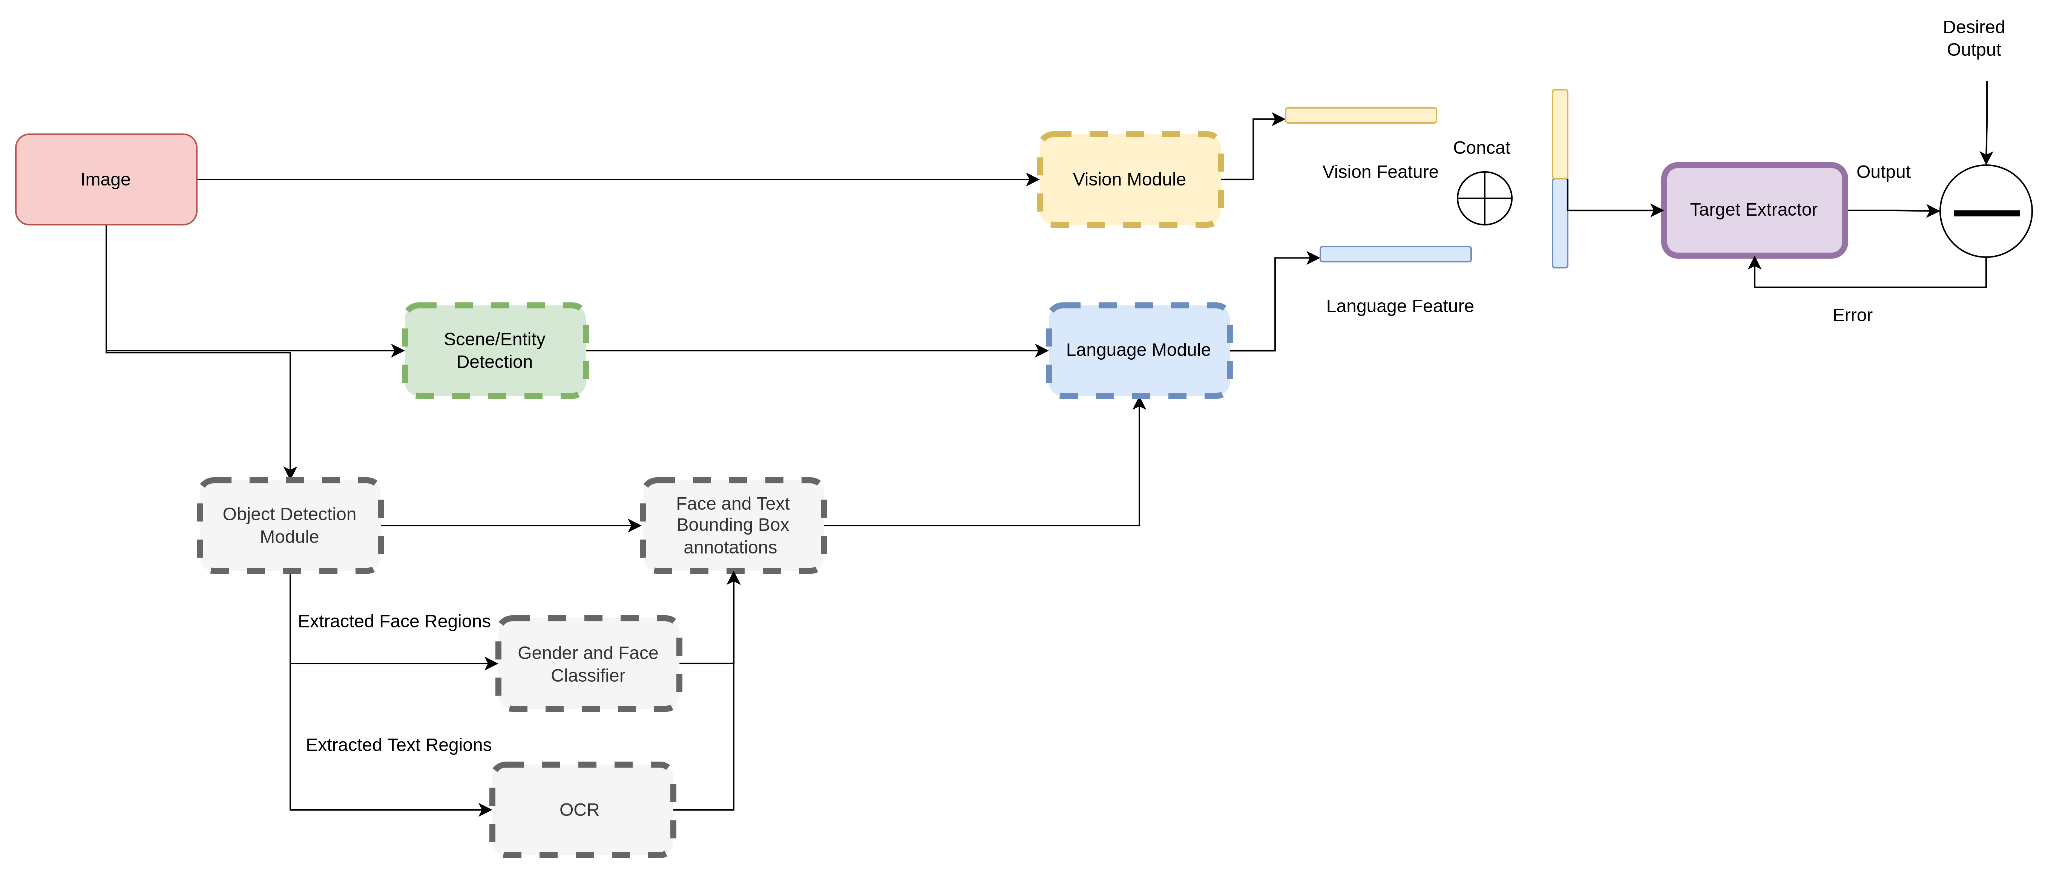 Desired
Output
Image
Vision Module
Vision Feature
Concat
Target Extractor
Output
Scene/Entity
Detection
Language Module
Language Feature
Error
Object Detection
Module
Face and Text
Bounding Box
annotations
Extracted Face Regions
Gender and Face
Classifier
Extracted Text Regions
OCR